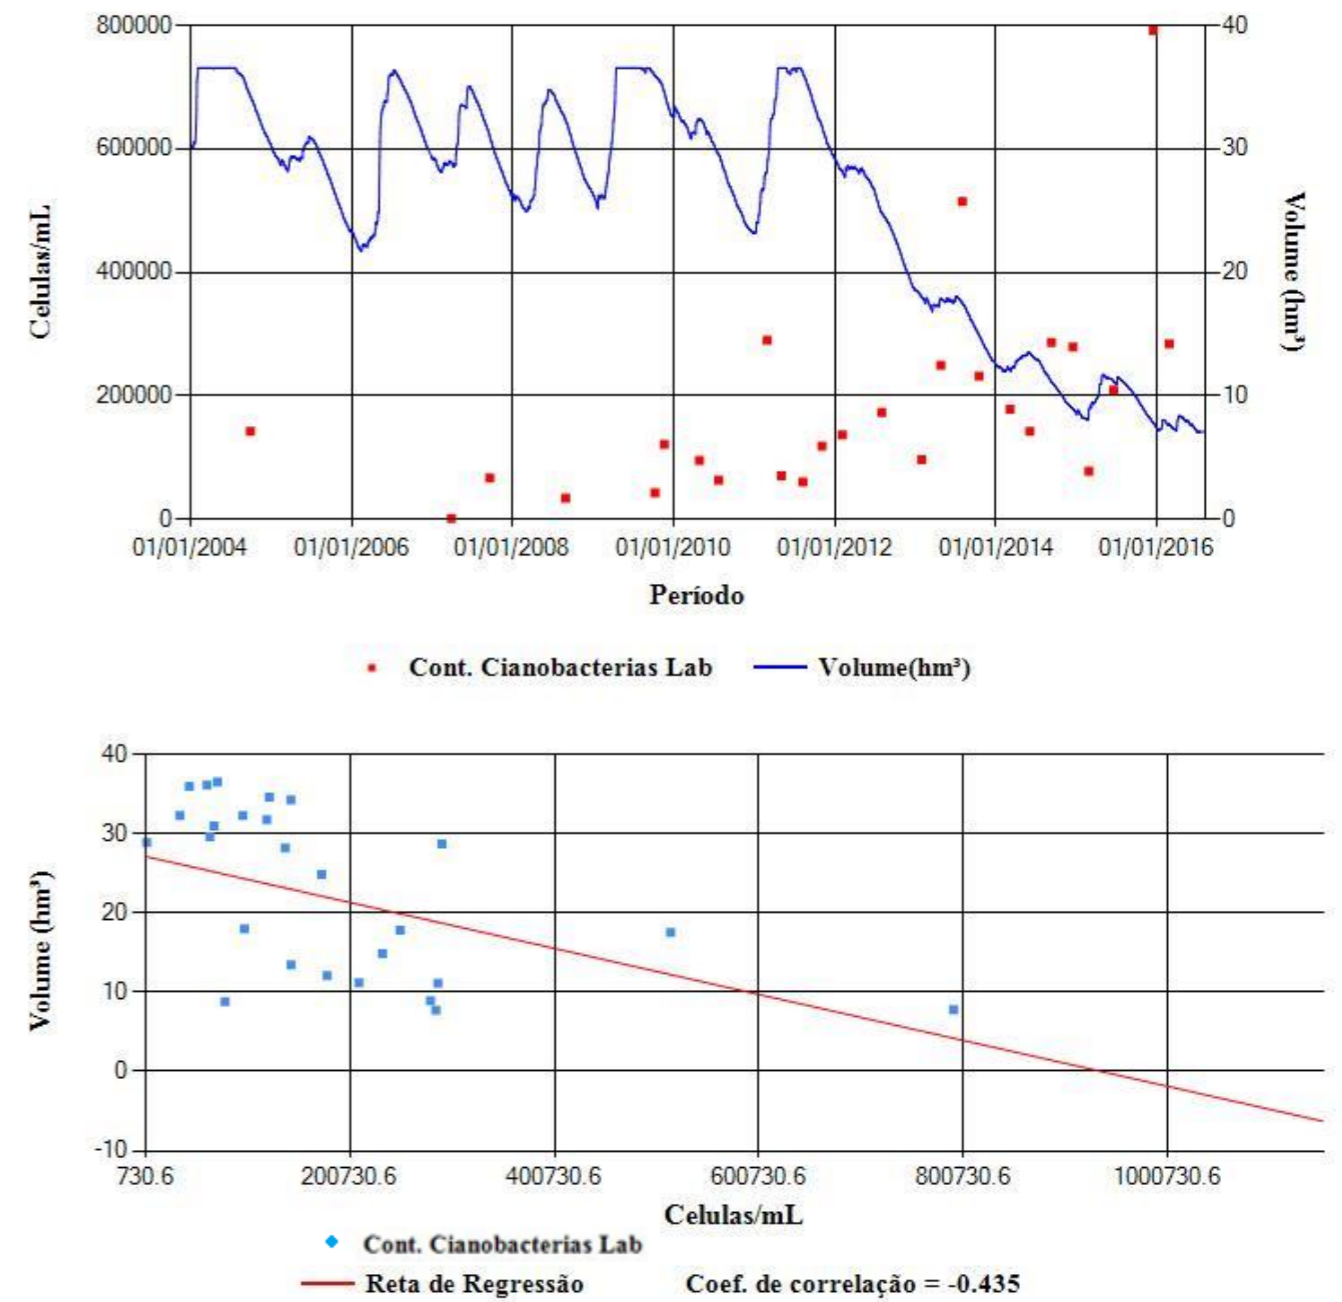 800000
600000
400000
200000
0
Celulas/mL
40
30
20
10
0
Volume (hm³)
01/01/2004 01/01/2006 01/01/2008 01/01/2010 01/01/2012 01/01/2014 01/01/2016
Período
Cont. Cianobacterias Lab Volume(hm³)
40
30
20
10
0
-10
Volume (hm³)
730.6 200730.6 400730.6 600730.6 800730.6 1000730.6
Celulas/mL
Cont. Cianobacterias Lab
Reta de Regressão Coef. de correlação = -0.435